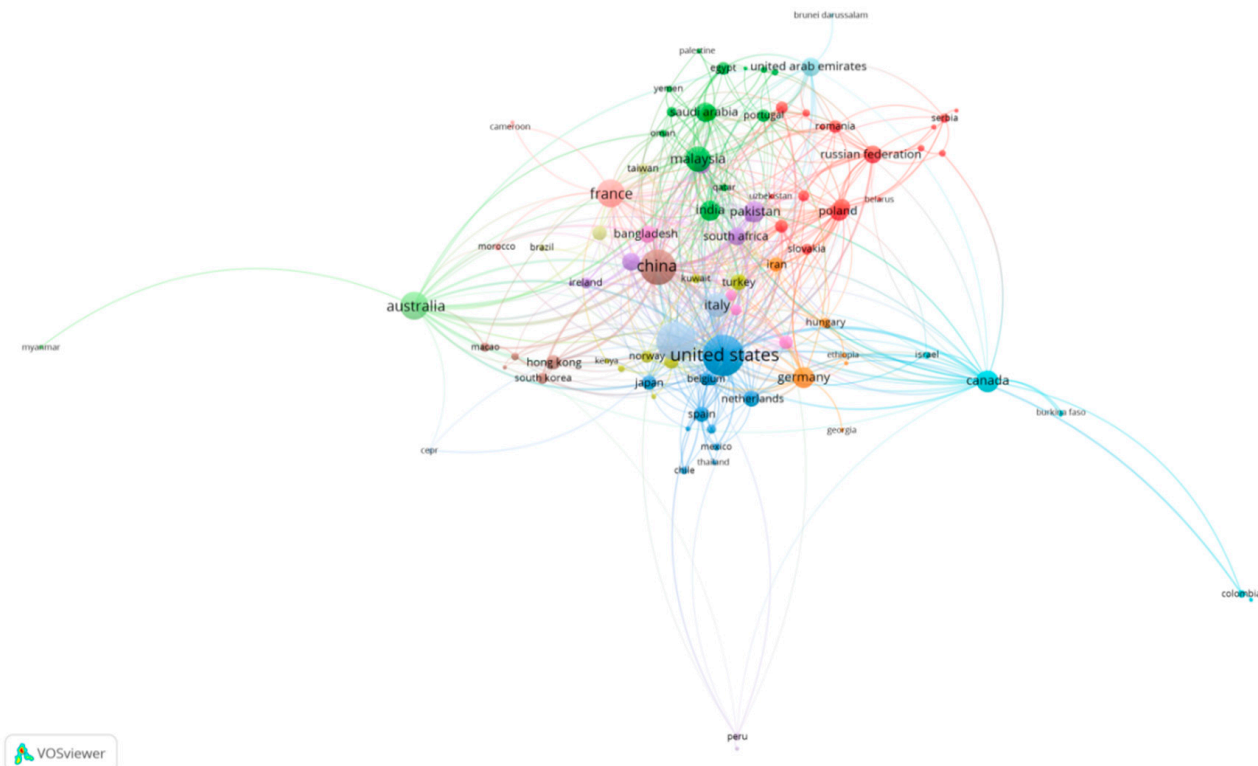 brunei darussalam
palestine
egypt
united arab emirates
yemen
saudi arabia
portugal
serbia
cameroon
oman
romania
malaysia
russian federation
taiwan
france
qatar
uzbekistan
belarus
india
pakistan
poland
bangladesh
south africa
morocco
brazil
slovakia
china
iran
ireland
kuwait
turkey
australia
italy
hungary
myanmar
macao
hong kong
kenya
norway
united states
ethiopia
israel
south korea
japan
belgium
germany
canada
netherlands
spain
burkina faso
georgia
cepr
mexico
thailand
chile
colombia
peru
VOSviewer